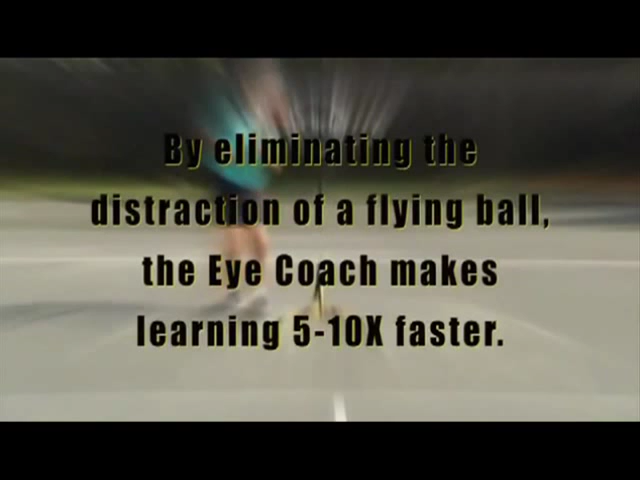 By eliminating the
distraction of a flying ball,
the Eye Coach makes
learning 5-10X faster.